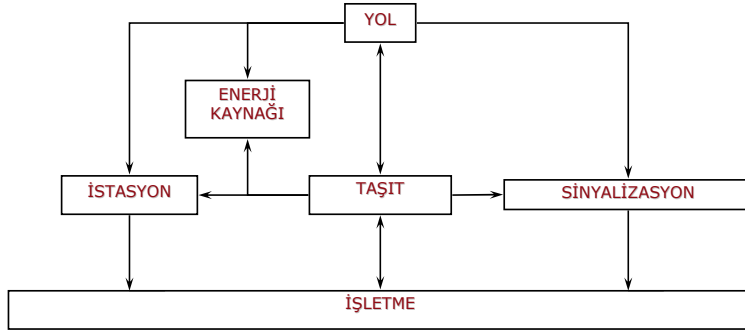 YOL
ENERJİ
KAYNAĞI
İSTASYON
TAŞIT
SİNYALİZASYON
İŞLETME